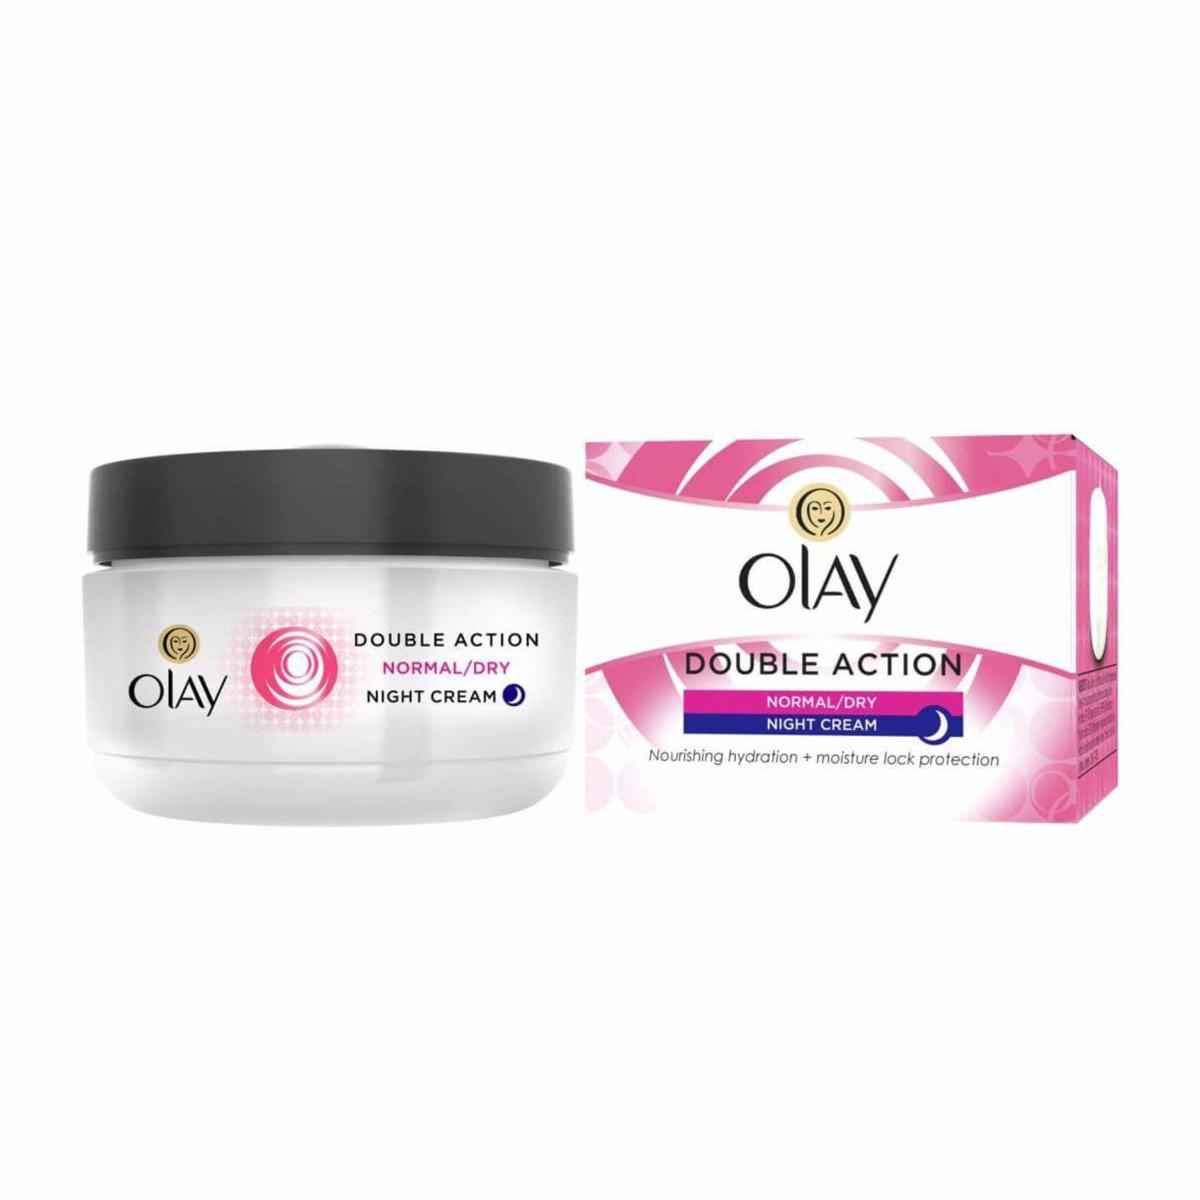 OLAY
DOUBLE ACTION
NORMAL/DRY
NIGHT CREAM
OLAY
DOUBLE ACTION
NORMAL/DRY
NIGHT CREAM
Nourishing hydration + moisture lock protection